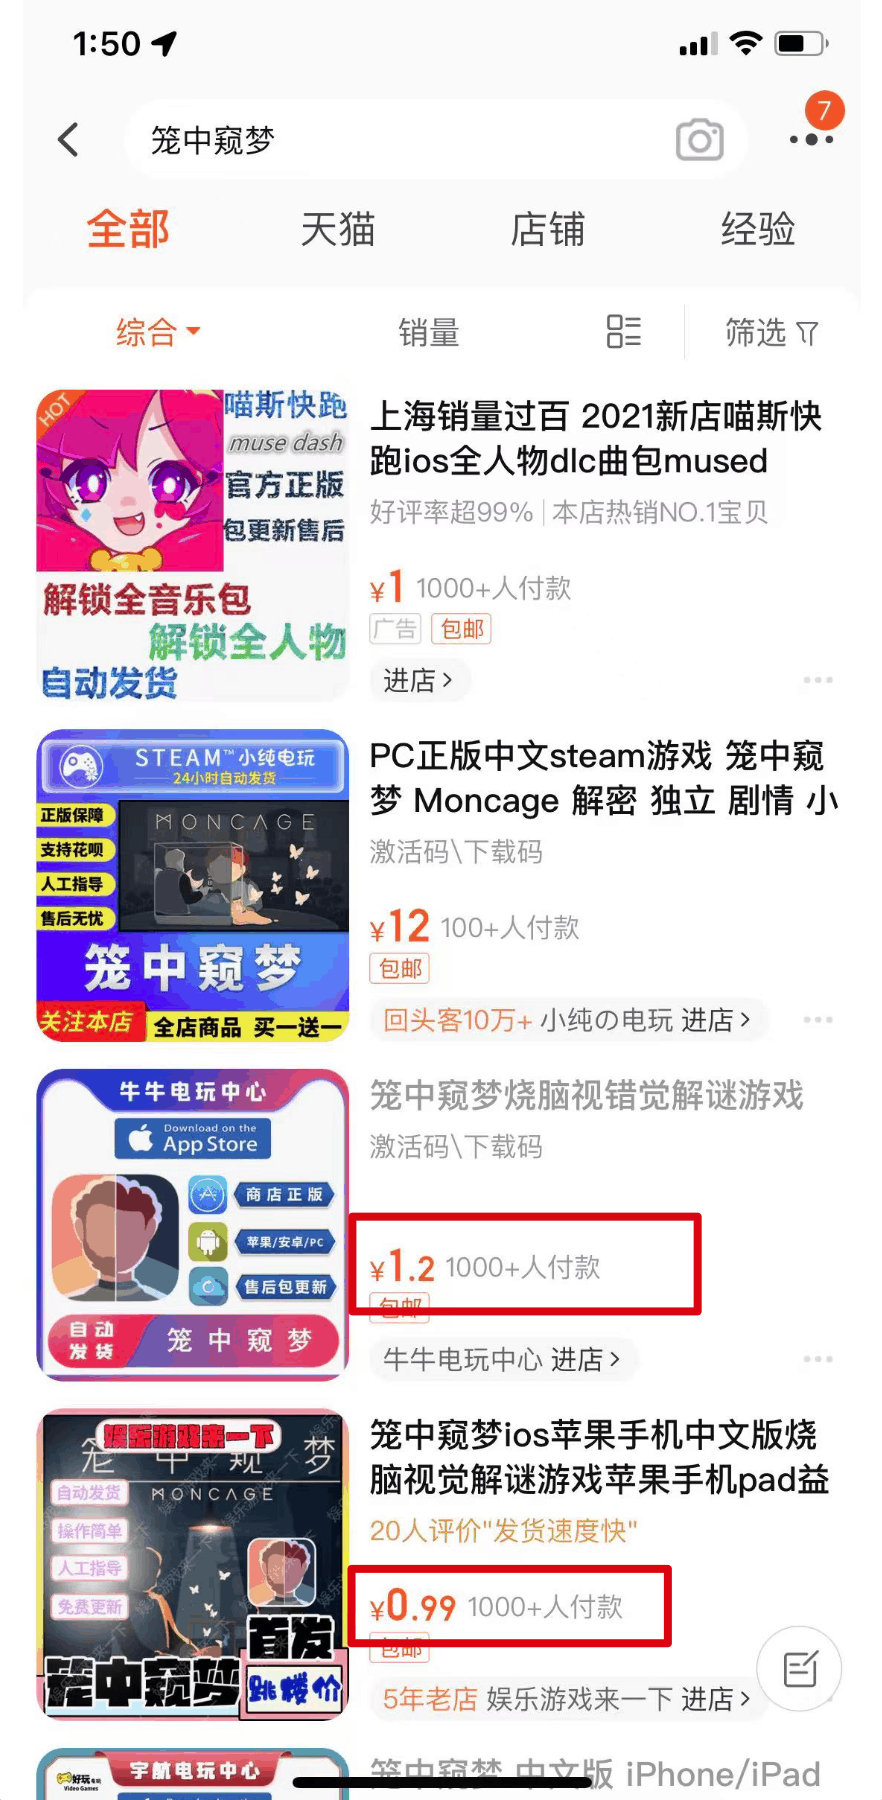 1:50
笼中窥梦
7
全部 天猫 店铺 经验
综合 销量 筛选
HOT
喵斯快跑
muse dash
官方正版
包更新售后
解锁全音乐包
解锁全人物
自动发货
上海销量过百 2021新店喵斯快
跑ios全人物dlc曲包mused
好评率超99% 本店热销NO.1宝贝
¥1 1000+人付款
广告 包邮
进店
STEAM™小纯电玩
24小时自动发货
正版保障
支持花呗
人工指导
售后无忧
MONCAGE
笼中窥梦
关注本店 全店商品 买一送一
PC正版中文steam游戏 笼中窥
梦 Moncage 解密 独立 剧情 小
激活码\下载码
¥12 100+人付款
包邮
回头客10万+ 小纯の电玩 进店
牛牛电玩中心
Download on the
App Store
商店正版
苹果/安卓/PC
售后包更新
自动
发货
笼中窥梦
笼中窥梦烧脑视错觉解谜游戏
激活码\下载码
¥1.2 1000+人付款
包邮
牛牛电玩中心 进店
娱乐游戏来一下
笼中窥梦
MONCAGE
自动发货
操作简单
人工指导
免费更新
首发
笼中窥梦
跳楼价
笼中窥梦ios苹果手机中文版烧
脑视觉解谜游戏苹果手机pad益
20人评价"发货速度快"
¥0.99 1000+人付款
包邮
5年老店 娱乐游戏来一下 进店
好玩电玩
Video Games
宇航电玩中心
笼中窥梦 中文版 iPhone/iPad